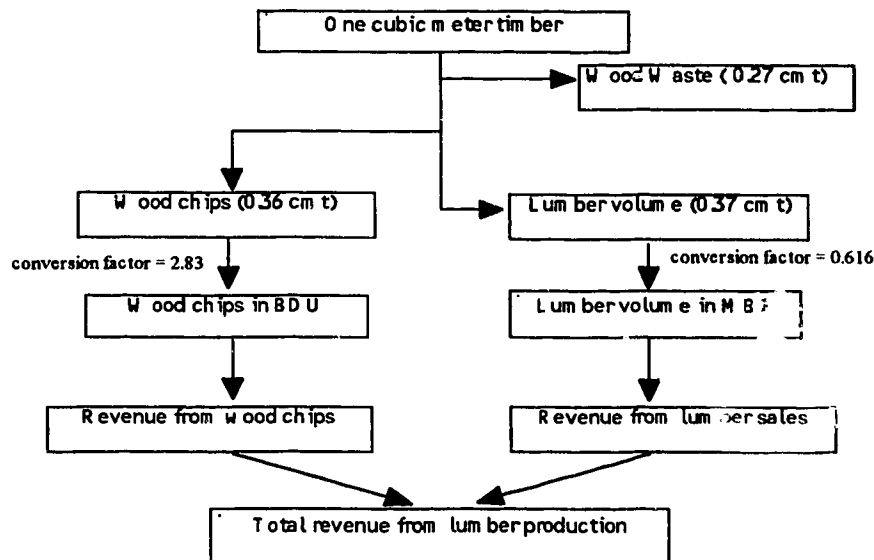 One cubic meter timber
Wood Waste (0.27 cmt)
Wood chips (0.36 cmt)
Lumber volume (0.37 cmt)
conversion factor = 2.83
conversion factor = 0.616
Wood chips in BDU
Lumber volume in
Revenue from wood chips
Revenue from lumber sales
Total revenue from lumber production